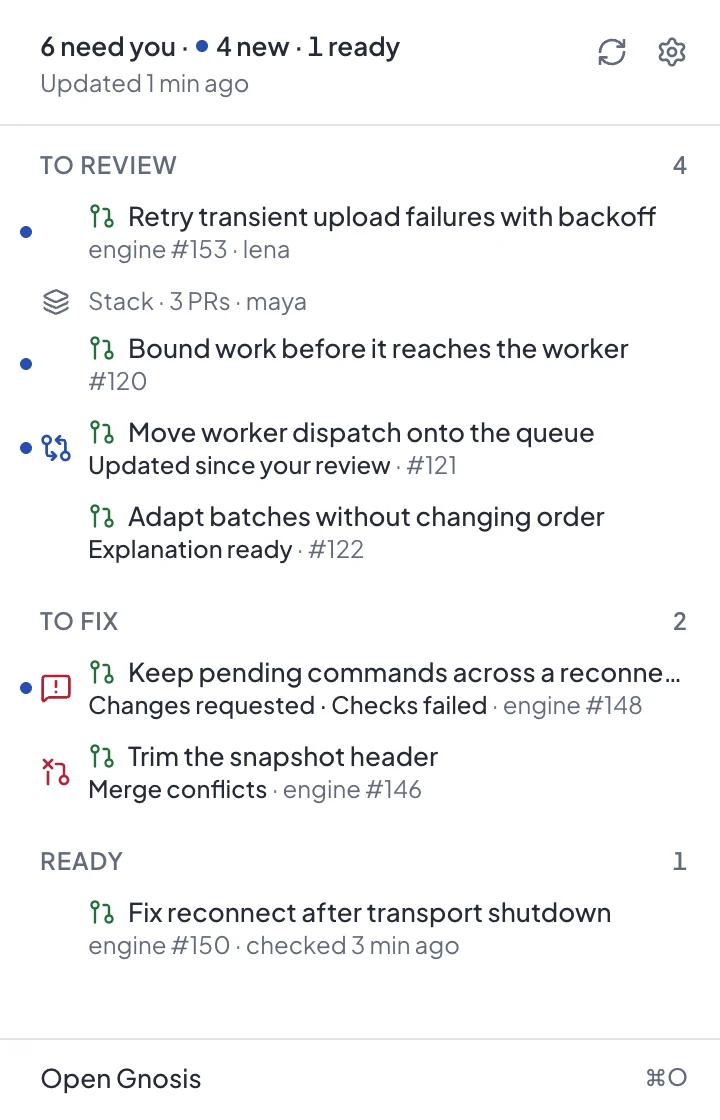 6 need you · 4 new · 1 ready
Updated 1 min ago
TO REVIEW 4
Retry transient upload failures with backoff
engine #153 · lena
Stack · 3 PRs · maya
Bound work before it reaches the worker
#120
Move worker dispatch onto the queue
Updated since your review · #121
Adapt batches without changing order
Explanation ready · #122
TO FIX 2
Keep pending commands across a reconne...
Changes requested · Checks failed · engine #148
Trim the snapshot header
Merge conflicts · engine #146
READY 1
Fix reconnect after transport shutdown
engine #150 · checked 3 min ago
Open Gnosis ⌘O